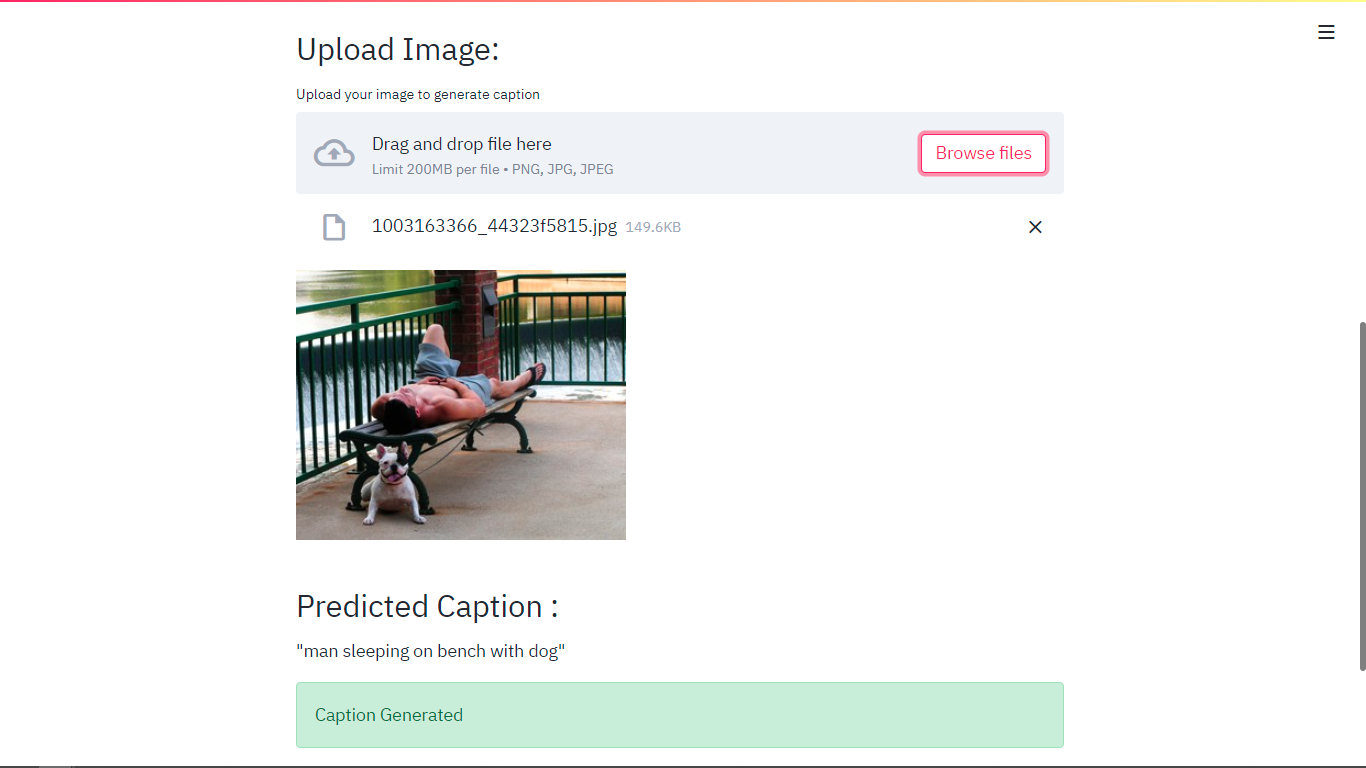 Upload Image:
Upload your image to generate caption
Drag and drop file here
Limit 200MB per file • PNG, JPG, JPEG
Browse files
1003163366_44323f5815.jpg 149.6KB
Predicted Caption :
"man sleeping on bench with dog"
Caption Generated